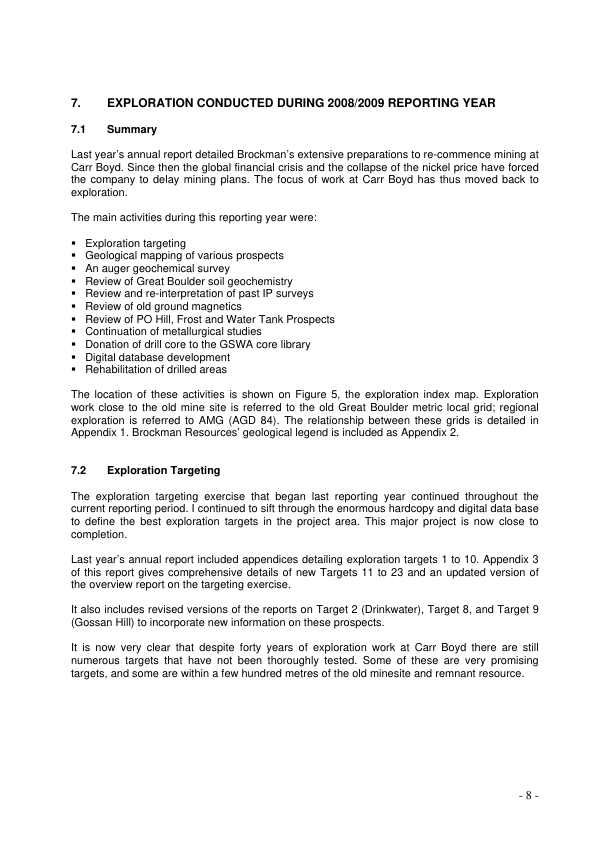 7. EXPLORATION CONDUCTED DURING 2008/2009 REPORTING YEAR
7.1 Summary
Last year's annual report detailed Brockman's extensive preparations to re-commence mining at
Carr Boyd. Since then the global financial crisis and the collapse of the nickel price have forced
the company to delay mining plans. The focus of work at Carr Boyd has thus moved back to
exploration.
The main activities during this reporting year were:
▪ Exploration targeting
▪ Geological mapping of various prospects
▪ An auger geochemical survey
▪ Review of Great Boulder soil geochemistry
▪ Review and re-interpretation of past IP surveys
▪ Review of old ground magnetics
▪ Review of PO Hill, Frost and Water Tank Prospects
▪ Continuation of metallurgical studies
▪ Donation of drill core to the GSWA core library
▪ Digital database development
▪ Rehabilitation of drilled areas
The location of these activities is shown on Figure 5, the exploration index map. Exploration
work close to the old mine site is referred to the old Great Boulder metric local grid; regional
exploration is referred to AMG (AGD 84). The relationship between these grids is detailed in
Appendix 1. Brockman Resources' geological legend is included as Appendix 2.
7.2 Exploration Targeting
The exploration targeting exercise that began last reporting year continued throughout the
current reporting period. I continued to sift through the enormous hardcopy and digital data base
to define the best exploration targets in the project area. This major project is now close to
completion.
Last year's annual report included appendices detailing exploration targets 1 to 10. Appendix 3
of this report gives comprehensive details of new Targets 11 to 23 and an updated version of
the overview report on the targeting exercise.
It also includes revised versions of the reports on Target 2 (Drinkwater), Target 8, and Target 9
(Gossan Hill) to incorporate new information on these prospects.
It is now very clear that despite forty years of exploration work at Carr Boyd there are still
numerous targets that have not been thoroughly tested. Some of these are very promising
targets, and some are within a few hundred metres of the old minesite and remnant resource.
- 8 -